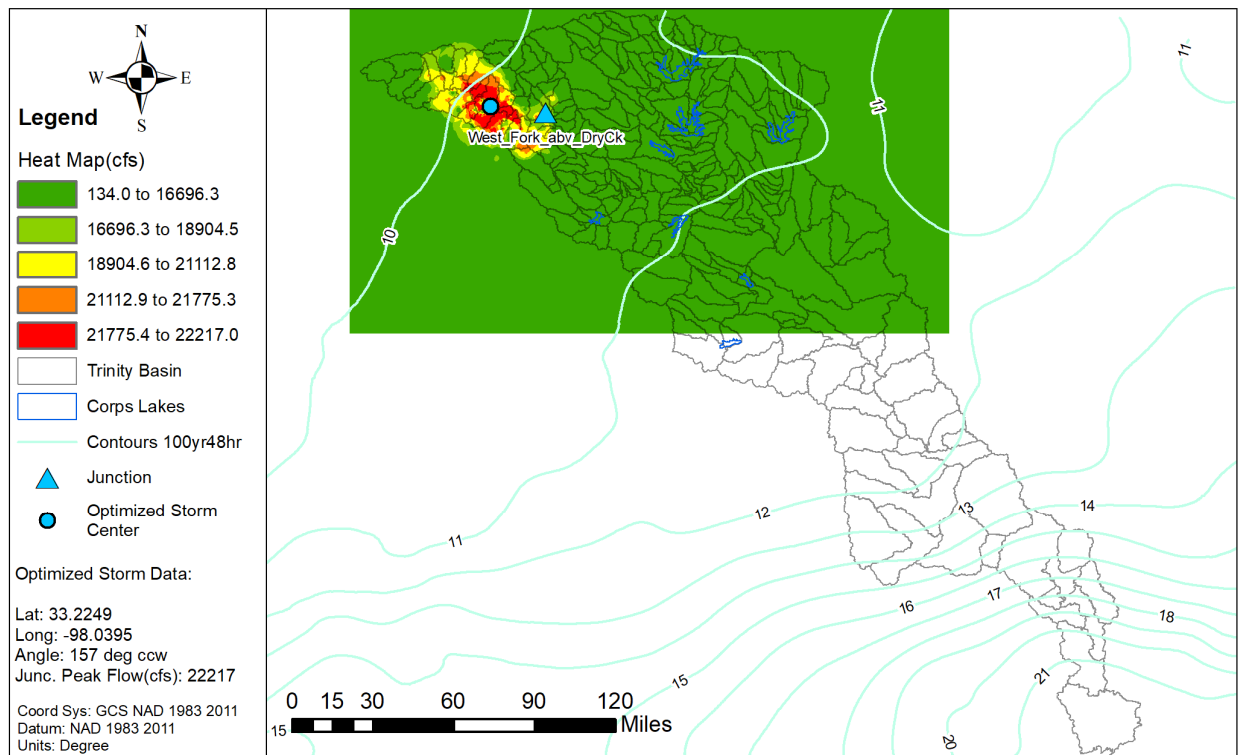 N
W
E
S
Legend
Heat Map(cfs)
134.0 to 16696.3
16696.3 to 18904.5
18904.6 to 21112.8
21112.9 to 21775.3
21775.4 to 22217.0
Trinity Basin
Corps Lakes
Contours 100yr48hr
Junction
Optimized Storm
Center
Optimized Storm Data:
Lat: 33.2249
Long: -98.0395
Angle: 157 deg ccw
Junc. Peak Flow(cfs): 22217
Coord Sys: GCS NAD 1983 2011
Datum: NAD 1983 2011
Units: Degree
11
11
West_Fork_abv_DryCk
10
12
13
14
11
16
17
18
15
21
20
15
0 15 30 60 90 120
Miles